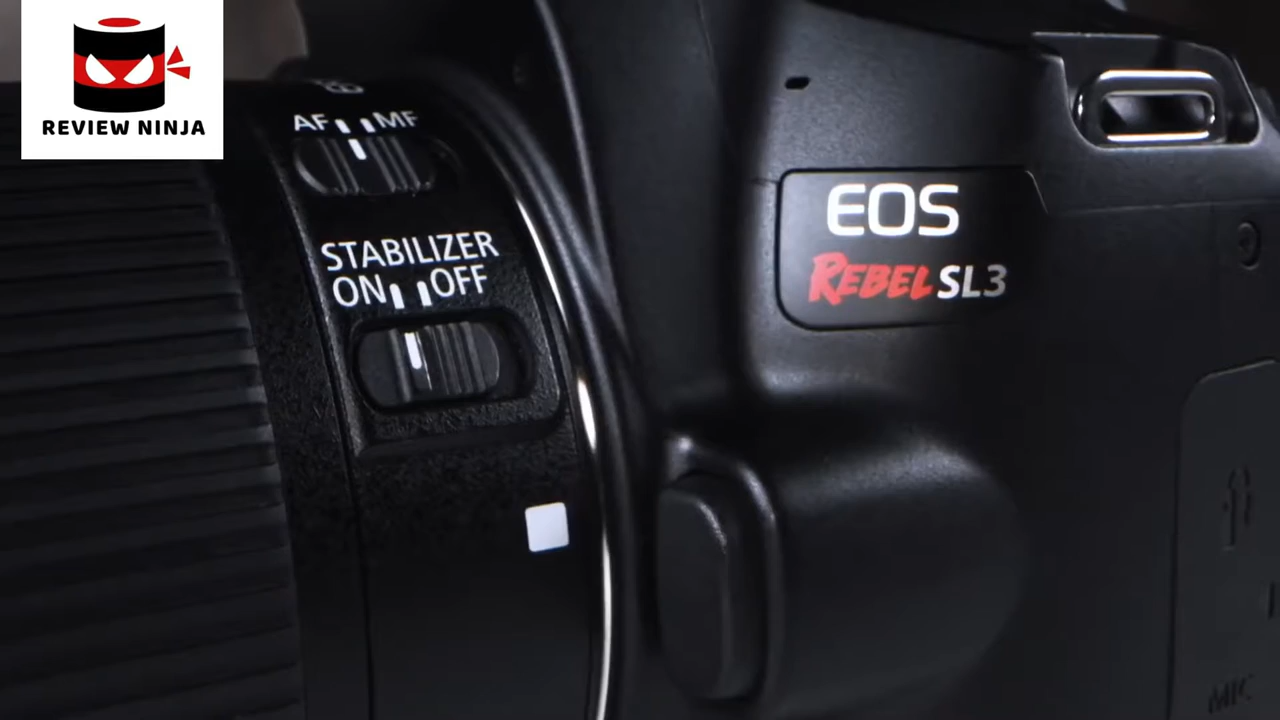 REVIEW NINJA
AF MF
STABILIZER
ON OFF
EOS
REBEL SL3
MIC